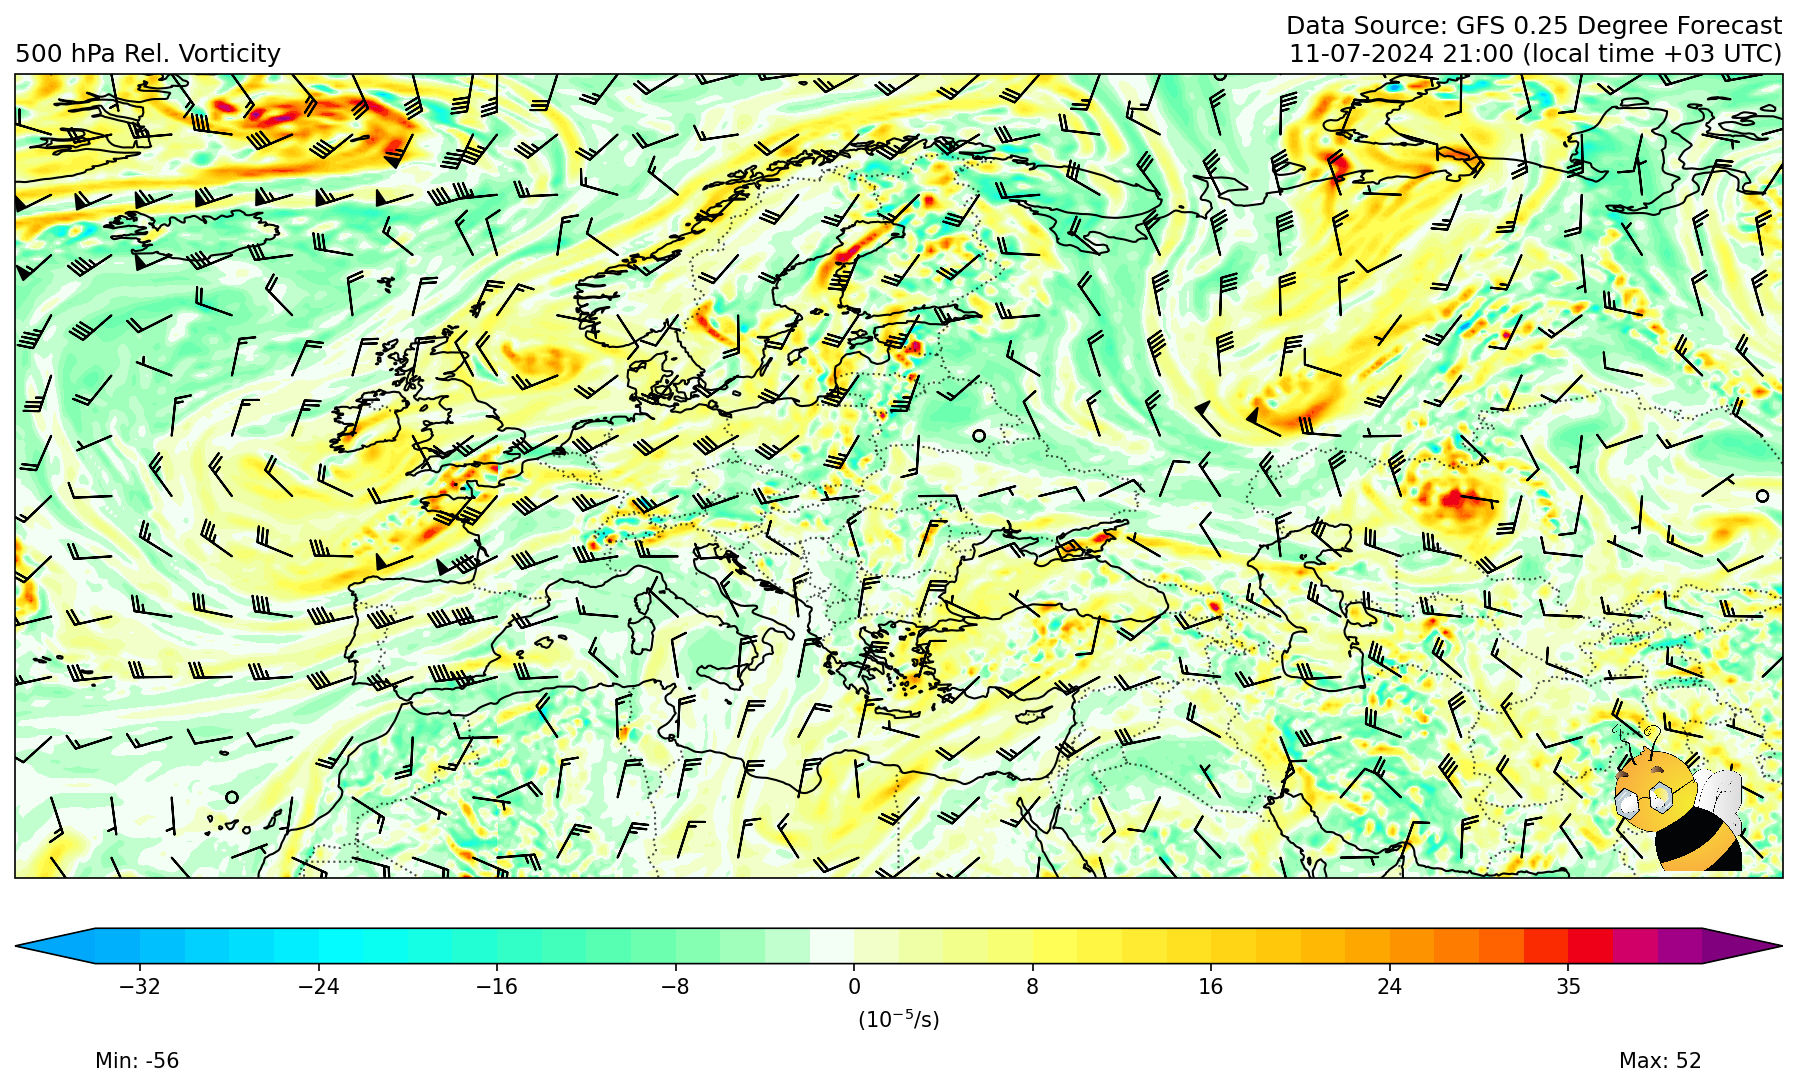 Data Source: GFS 0.25 Degree Forecast
500 hPa Rel. Vorticity
11-07-2024 21:00 (local time +03 UTC)
−32 −24 −16 −8 0 8 16 24 35
(10⁻⁵/s)
Min: -56
Max: 52